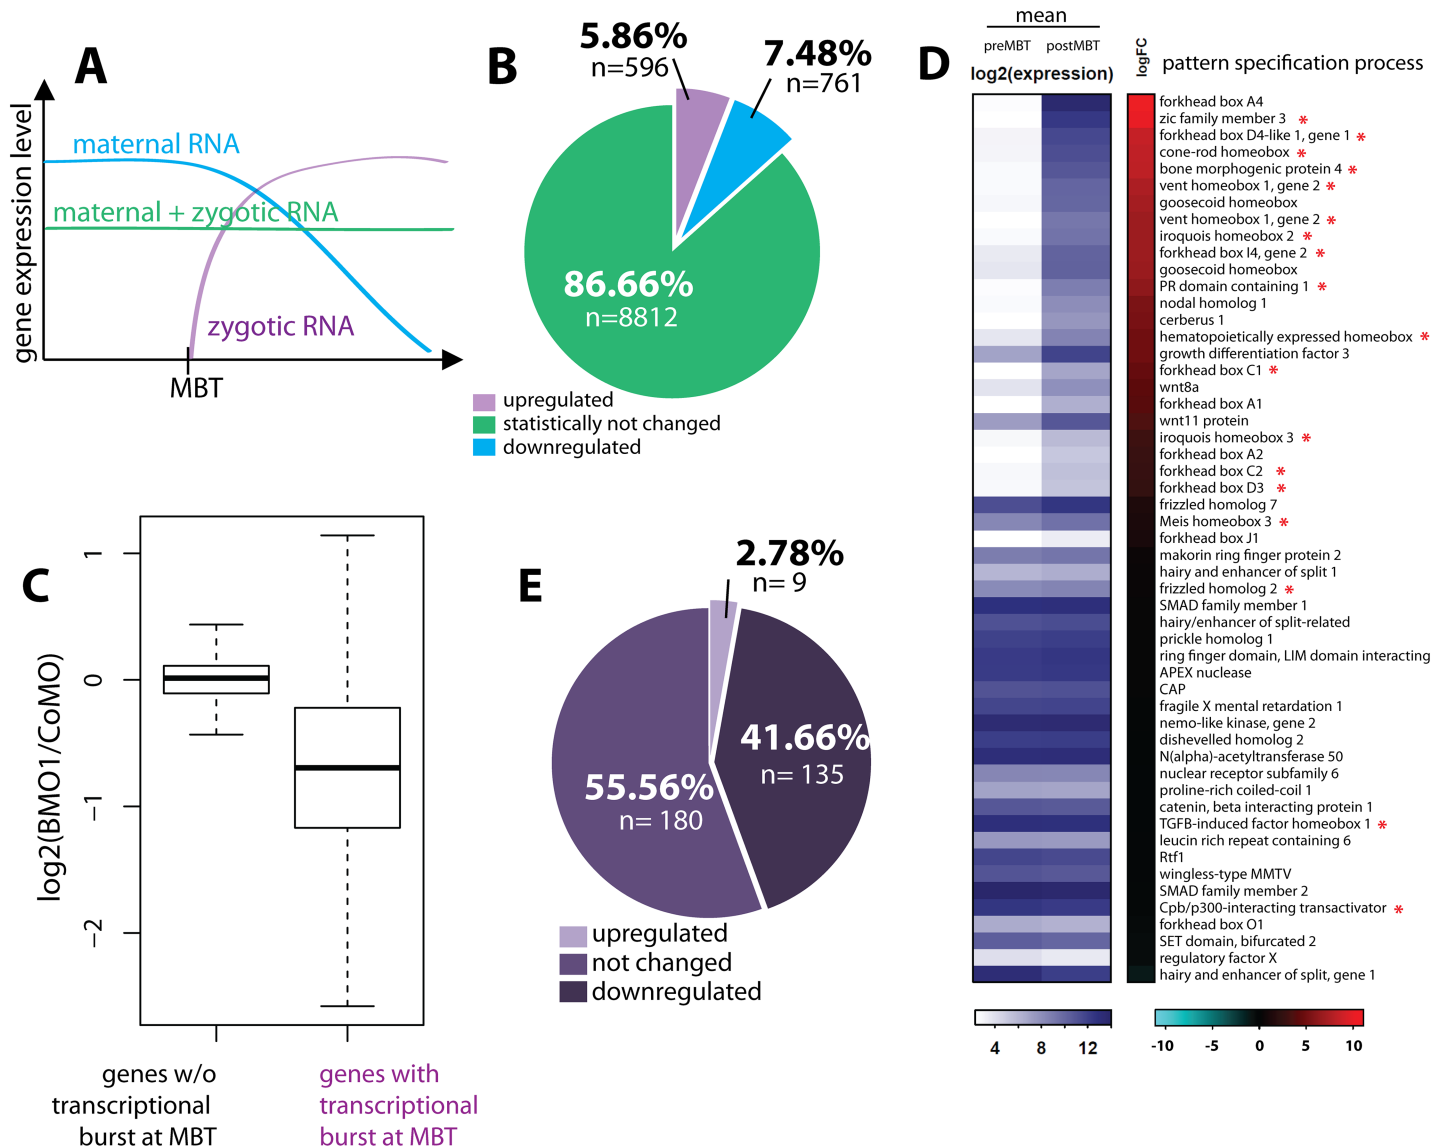 A
gene expression level
maternal RNA
maternal + zygotic RNA
zygotic RNA
MBT
B
5.86%
n=596
7.48%
n=761
86.66%
n=8812
upregulated
statistically not changed
downregulated
C
log2(BMO1/CoMO)
1
0
−1
−2
genes w/o
transcriptional
burst at MBT
genes with
transcriptional
burst at MBT
D
mean
preMBT postMBT
log2(expression)
logFC
pattern specification process
forkhead box A4
zic family member 3 *
forkhead box D4-like 1, gene 1 *
cone-rod homeobox *
bone morphogenic protein 4 *
vent homeobox 1, gene 2 *
goosecoid homeobox
vent homeobox 1, gene 2 *
iroquois homeobox 2 *
forkhead box I4, gene 2 *
goosecoid homeobox
PR domain containing 1 *
nodal homolog 1
cerberus 1
hematopoietically expressed homeobox *
growth differentiation factor 3
forkhead box C1 *
wnt8a
forkhead box A1
wnt11 protein
iroquois homeobox 3 *
forkhead box A2
forkhead box C2 *
forkhead box D3 *
frizzled homolog 7
Meis homeobox 3 *
forkhead box J1
makorin ring finger protein 2
hairy and enhancer of split 1
frizzled homolog 2 *
SMAD family member 1
hairy/enhancer of split-related
prickle homolog 1
ring finger domain, LIM domain interacting
APEX nuclease
CAP
fragile X mental retardation 1
nemo-like kinase, gene 2
dishevelled homolog 2
N(alpha)-acetyltransferase 50
nuclear receptor subfamily 6
proline-rich coiled-coil 1
catenin, beta interacting protein 1
TGFB-induced factor homeobox 1 *
leucin rich repeat containing 6
Rtf1
wingless-type MMTV
SMAD family member 2
Cpb/p300-interacting transactivator *
forkhead box O1
SET domain, bifurcated 2
regulatory factor X
hairy and enhancer of split, gene 1
4 8 12
-10 -5 0 5 10
E
2.78%
n= 9
41.66%
n= 135
55.56%
n= 180
upregulated
not changed
downregulated